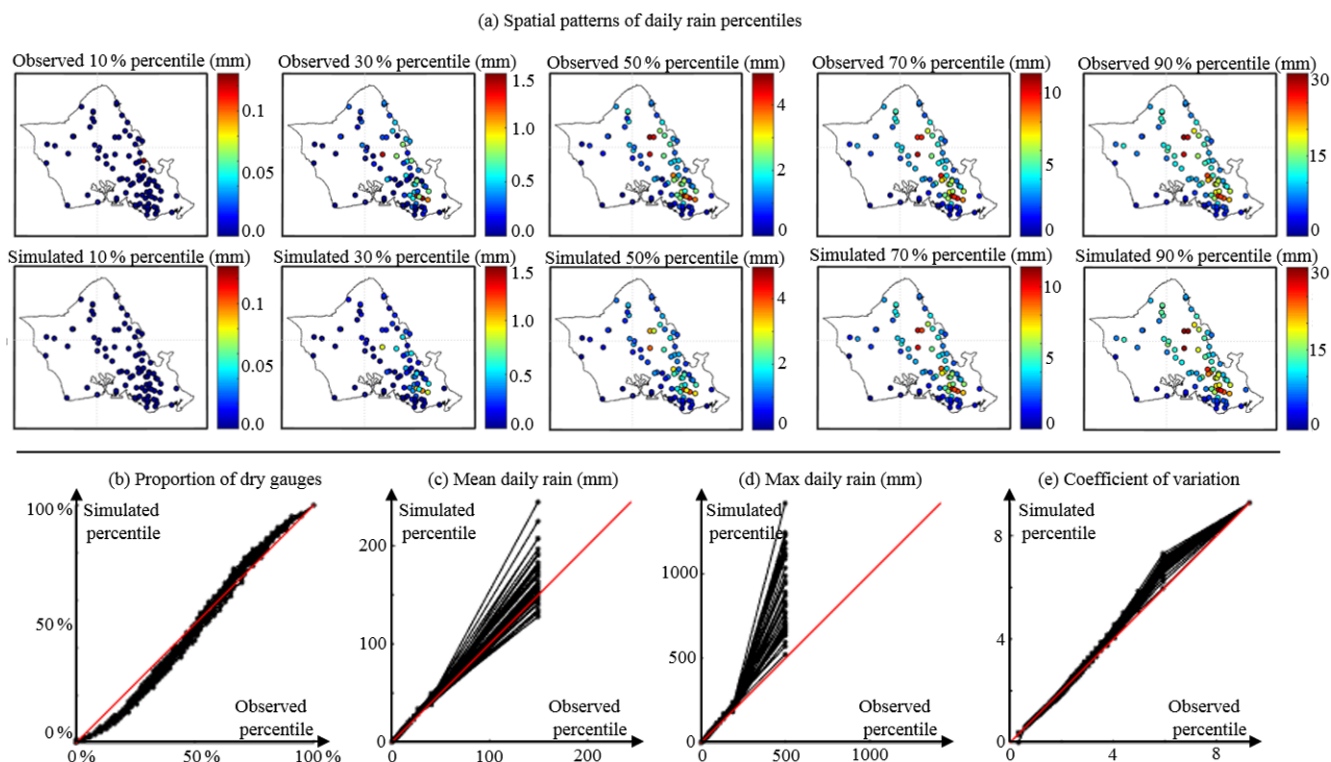 (a) Spatial patterns of daily rain percentiles
Observed 10 % percentile (mm)
Observed 30 % percentile (mm)
Observed 50 % percentile (mm)
Observed 70 % percentile (mm)
Observed 90 % percentile (mm)
0.1
0.05
0.0
1.5
1.0
0.5
0.0
4
2
0
10
5
0
30
15
0
Simulated 10 % percentile (mm)
Simulated 30 % percentile (mm)
Simulated 50% percentile (mm)
Simulated 70 % percentile (mm)
Simulated 90 % percentile (mm)
0.1
0.05
0.0
1.5
1.0
0.5
0.0
4
2
0
10
5
0
30
15
0
(b) Proportion of dry gauges
100 %
Simulated
percentile
50 %
Observed
percentile
0 %
0 %
50 %
100 %
(c) Mean daily rain (mm)
Simulated
percentile
200
100
Observed
percentile
0
0
100
200
(d) Max daily rain (mm)
Simulated
percentile
1000
500
Observed
percentile
0
0
500
1000
(e) Coefficient of variation
Simulated
percentile
8
4
Observed
percentile
0
0
4
8